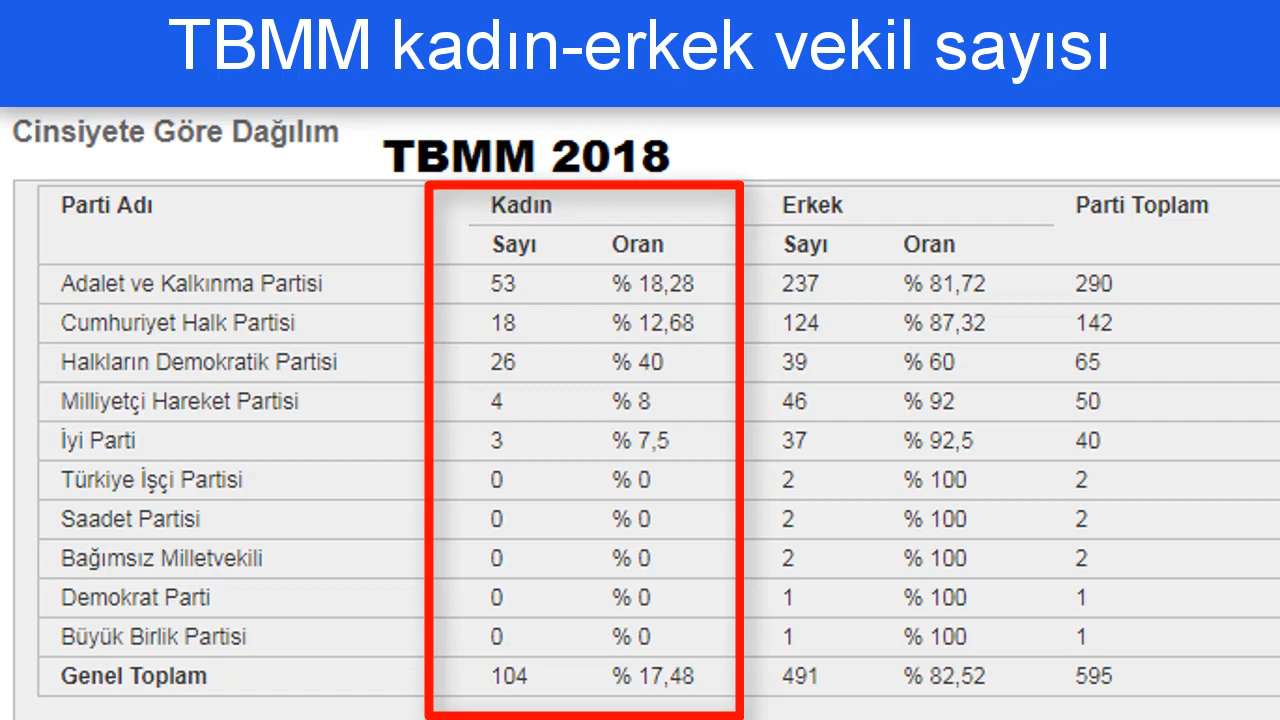 TBMM kadın-erkek vekil sayısı
Cinsiyete Göre Dağılım
TBMM 2018
Parti Adı Kadın Erkek Parti Toplam
Sayı Oran Sayı Oran
Adalet ve Kalkınma Partisi 53 % 18,28 237 % 81,72 290
Cumhuriyet Halk Partisi 18 % 12,68 124 % 87,32 142
Halkların Demokratik Partisi 26 % 40 39 % 60 65
Milliyetçi Hareket Partisi 4 % 8 46 % 92 50
İyi Parti 3 % 7,5 37 % 92,5 40
Türkiye İşçi Partisi 0 % 0 2 % 100 2
Saadet Partisi 0 % 0 2 % 100 2
Bağımsız Milletvekili 0 % 0 2 % 100 2
Demokrat Parti 0 % 0 1 % 100 1
Büyük Birlik Partisi 0 % 0 1 % 100 1
Genel Toplam 104 % 17,48 491 % 82,52 595